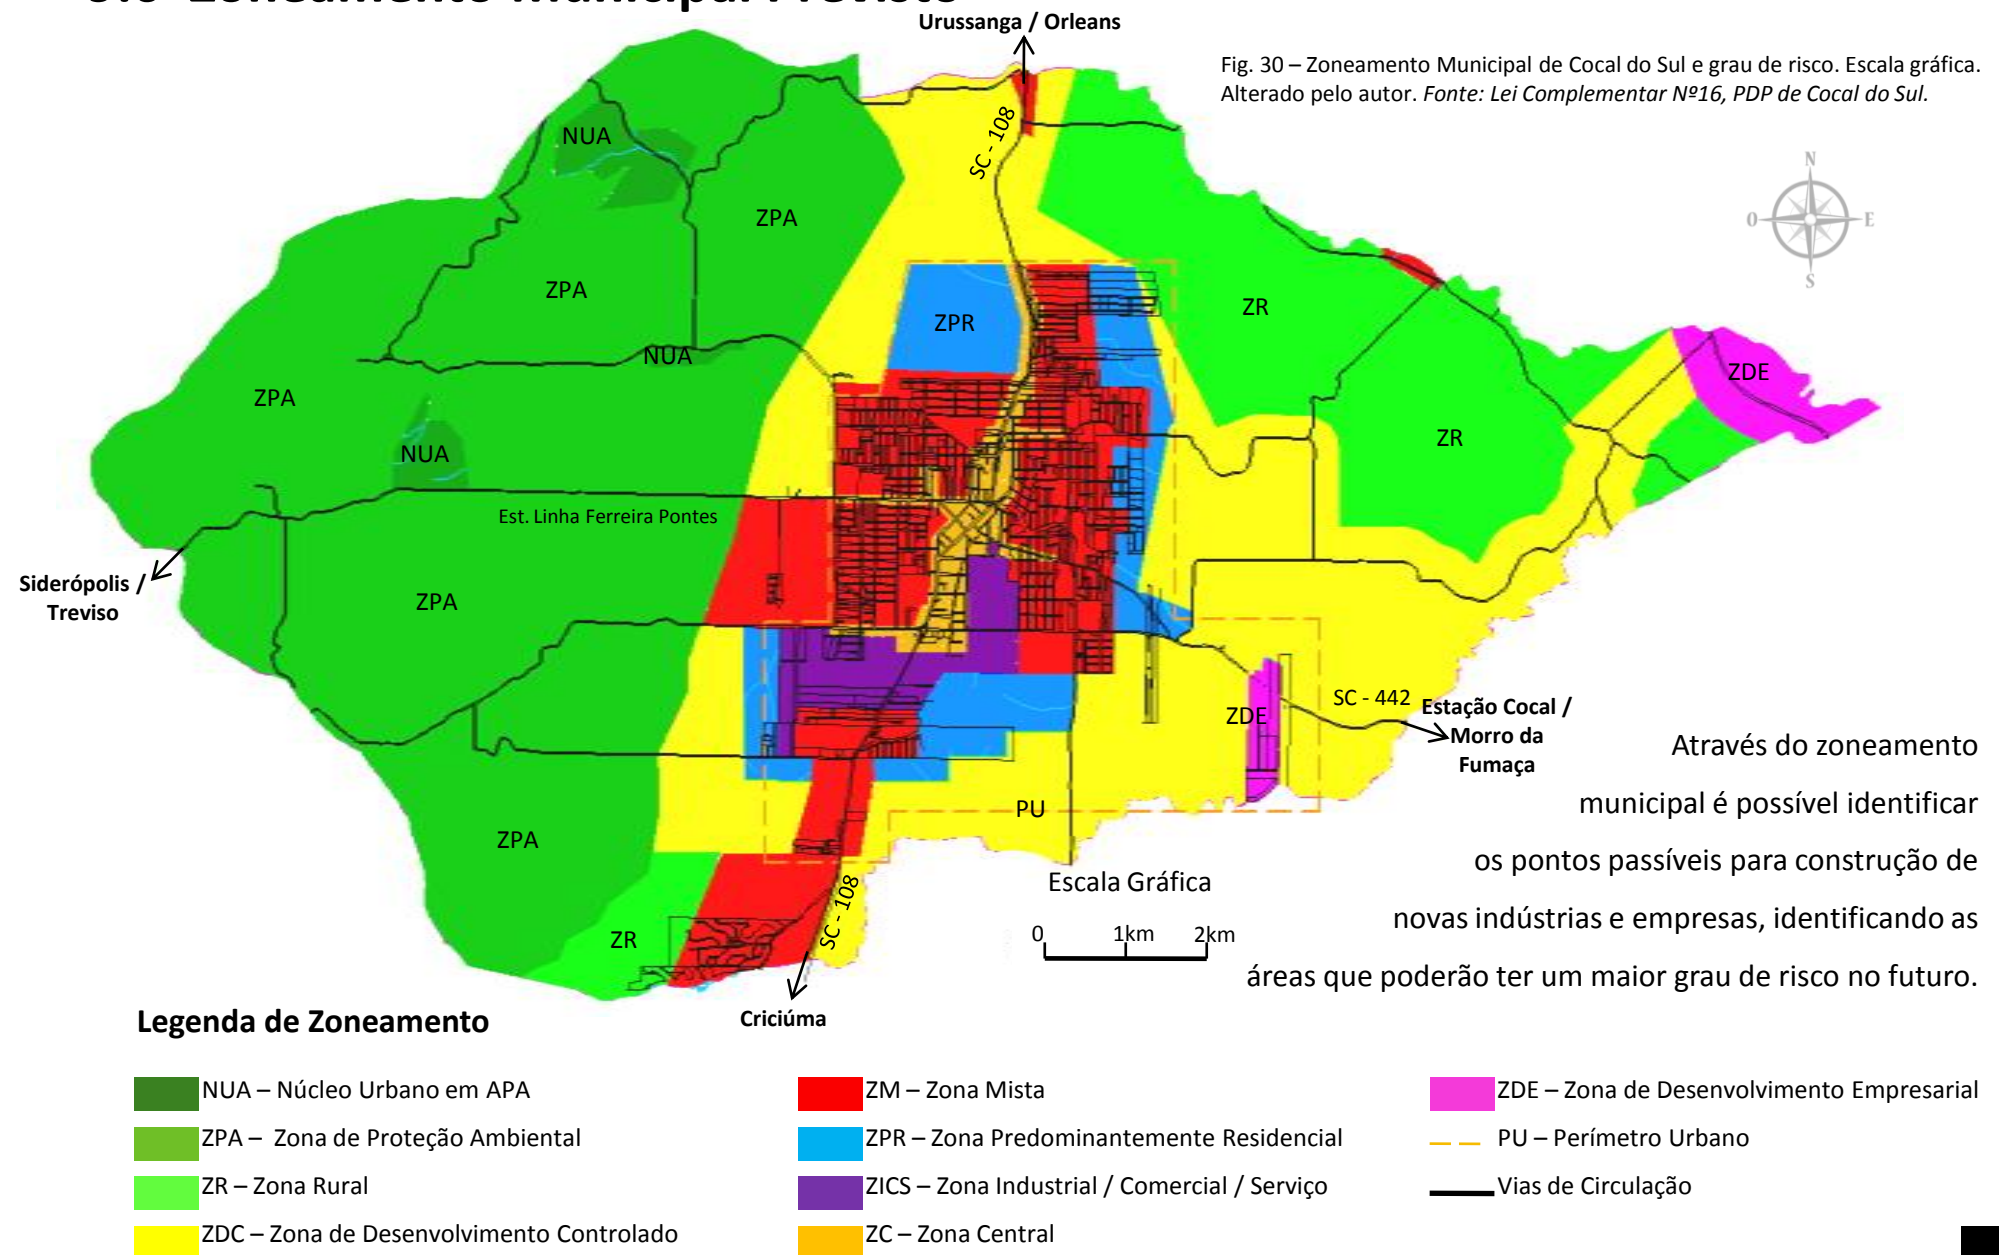 Zoneamento Municipal Previsto
Urussanga / Orleans
Fig. 30 – Zoneamento Municipal de Cocal do Sul e grau de risco. Escala gráfica.
Alterado pelo autor. Fonte: Lei Complementar Nº16, PDP de Cocal do Sul.
SC - 108
NUA
ZPA
N
O
E
S
ZPA
ZPR
ZR
NUA
ZDE
ZPA
ZR
NUA
Est. Linha Ferreira Pontes
Siderópolis /
Treviso
ZPA
SC - 442
ZDE
Estação Cocal /
Morro da
Fumaça
PU
ZPA
SC - 108
ZR
Criciúma
Escala Gráfica
0 1km 2km
Através do zoneamento
municipal é possível identificar
os pontos passíveis para construção de
novas indústrias e empresas, identificando as
áreas que poderão ter um maior grau de risco no futuro.
Legenda de Zoneamento
NUA – Núcleo Urbano em APA
ZPA – Zona de Proteção Ambiental
ZR – Zona Rural
ZDC – Zona de Desenvolvimento Controlado
ZM – Zona Mista
ZPR – Zona Predominantemente Residencial
ZICS – Zona Industrial / Comercial / Serviço
ZC – Zona Central
ZDE – Zona de Desenvolvimento Empresarial
PU – Perímetro Urbano
Vias de Circulação